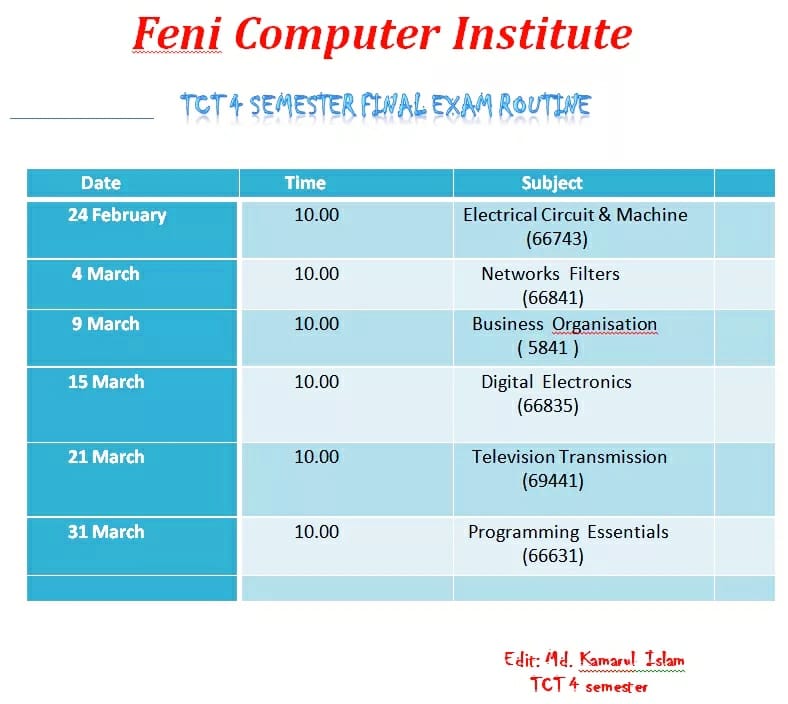 Feni Computer Institute
TCT 4 SEMESTER FINAL EXAM ROUTINE
Date Time Subject
24 February 10.00 Electrical Circuit & Machine
(66743)
4 March 10.00 Networks Filters
(66841)
9 March 10.00 Business Organisation
( 5841 )
15 March 10.00 Digital Electronics
(66835)
21 March 10.00 Television Transmission
(69441)
31 March 10.00 Programming Essentials
(66631)
Edit: Md. Kamarul Islam
TCT 4 semester